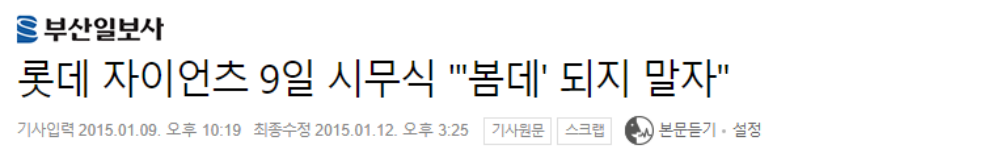 부산일보사
롯데 자이언츠 9일 시무식 "'봄데' 되지 말자"
기사입력 2015.01.09. 오후 10:19 최종수정 2015.01.12. 오후 3:25 기사원문 스크랩 본문듣기 · 설정